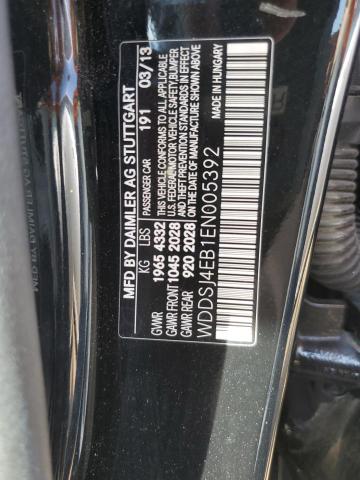 MFD BY DAIMLER AG STUTTGART
PASSENGER CAR 191 03/13
KG LBS
GVWR 1965 4332
GAWR FRONT 1045 2028
GAWR REAR 920 2028
THIS VEHICLE CONFORMS TO ALL APPLICABLE
U.S. FEDERAL MOTOR VEHICLE SAFETY, BUMPER
AND THEFT PREVENTION STANDARDS IN EFFECT
ON THE DATE OF MANUFACTURE SHOWN ABOVE
WDDSJ4EB1EN005392
MADE IN HUNGARY